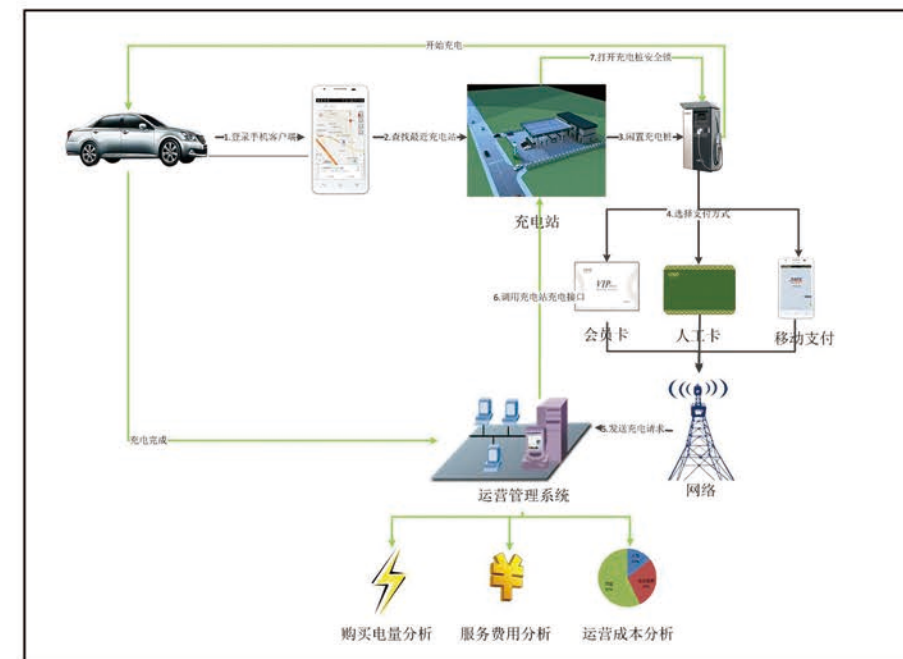 开始充电
7.打开充电桩安全锁
1.登录手机客户端
2.查找最近充电站
3.闲置充电桩
充电站
4.选择支付方式
VIP
6.调用充电站充电接口
会员卡
人工卡
移动支付
充电完成
5.发送充电请求
运营管理系统
网络
购买电量分析
服务费用分析
运营成本分析